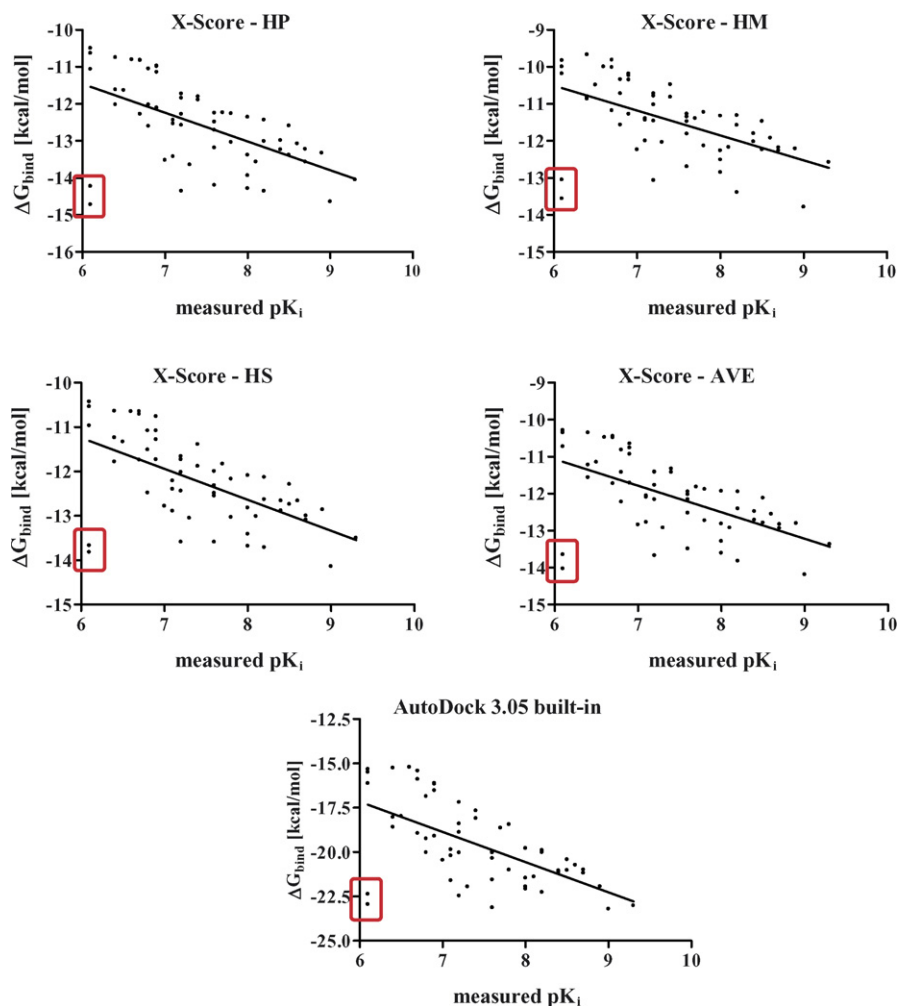 X-Score - HP
-10
-11
-12
-13
-14
-15
-16
ΔGbind [kcal/mol]
6 7 8 9 10
measured pKi
X-Score - HM
-9
-10
-11
-12
-13
-14
-15
ΔGbind [kcal/mol]
6 7 8 9 10
measured pKi
X-Score - HS
-10
-11
-12
-13
-14
-15
ΔGbind [kcal/mol]
6 7 8 9 10
measured pKi
X-Score - AVE
-9
-10
-11
-12
-13
-14
-15
ΔGbind [kcal/mol]
6 7 8 9 10
measured pKi
AutoDock 3.05 built-in
-12.5
-15.0
-17.5
-20.0
-22.5
-25.0
ΔGbind [kcal/mol]
6 7 8 9 10
measured pKi